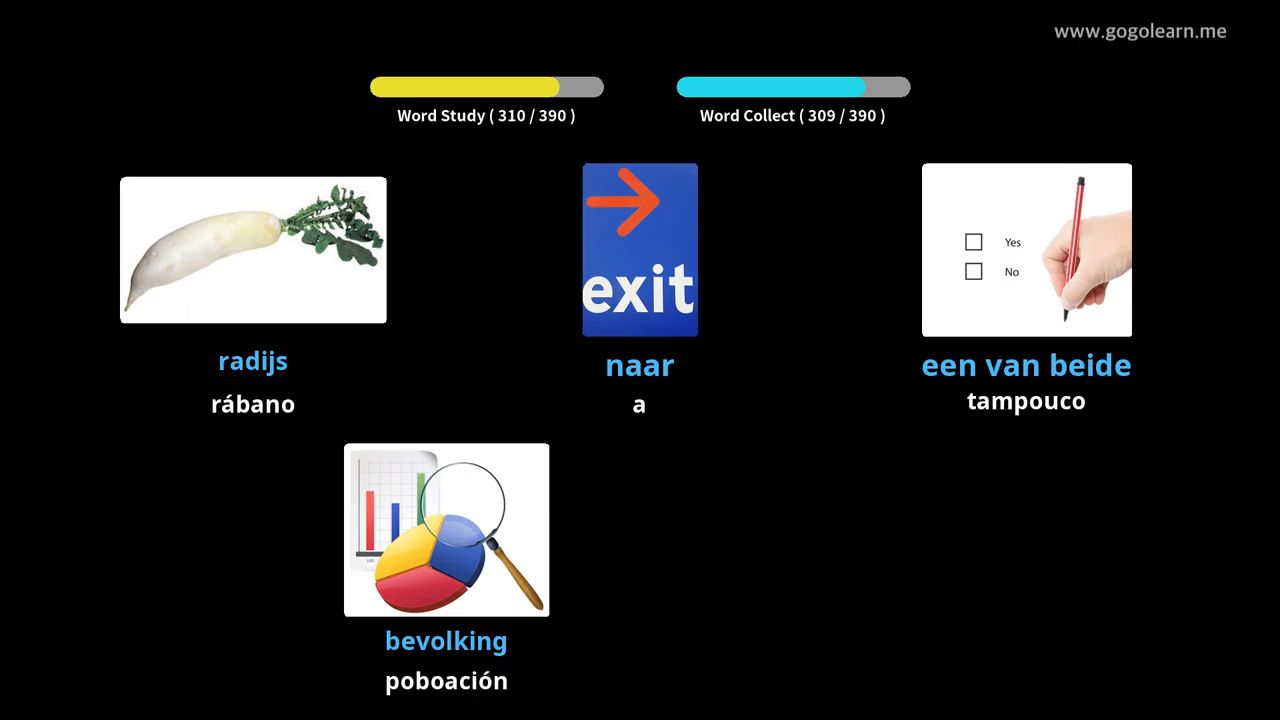 www.gogolearn.me
Word Study ( 310 / 390 )
Word Collect ( 309 / 390 )
exit
Yes
No
radijs
rábano
naar
a
een van beide
tampouco
bevolking
poboación